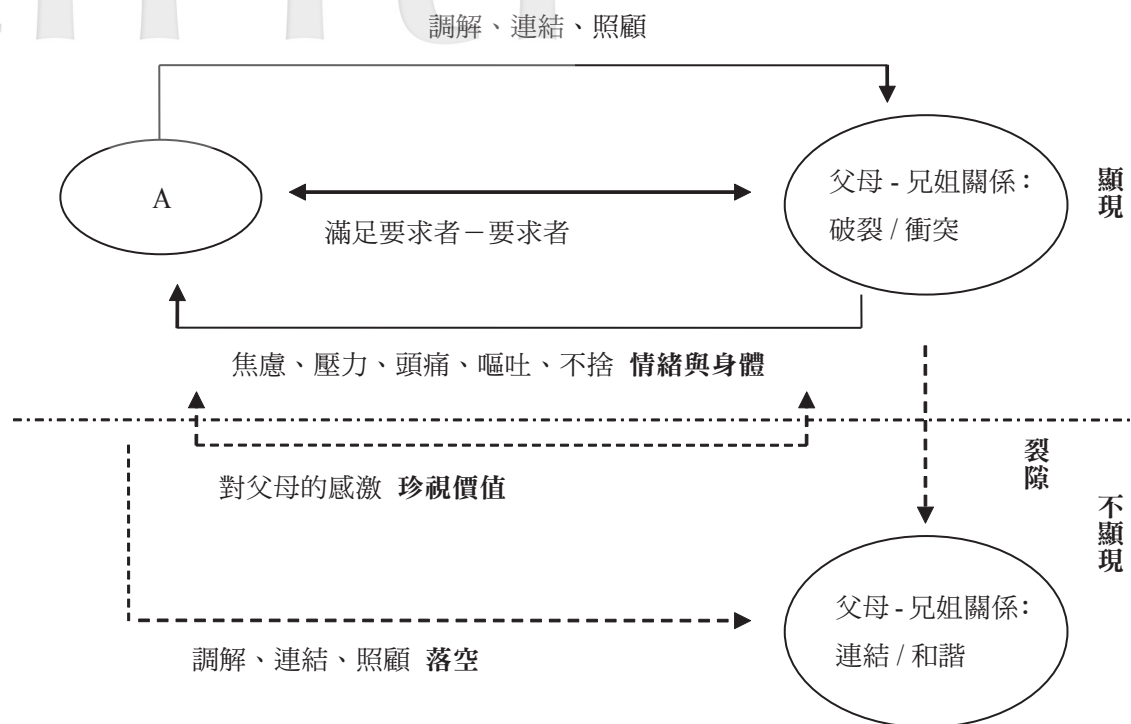 調解、連結、照顧
A
滿足要求者－要求者
父母 - 兄姐關係：
破裂 / 衝突
顯現
焦慮、壓力、頭痛、嘔吐、不捨 情緒與身體
裂隙
對父母的感激 珍視價值
不顯現
父母 - 兄姐關係：
連結 / 和諧
調解、連結、照顧 落空